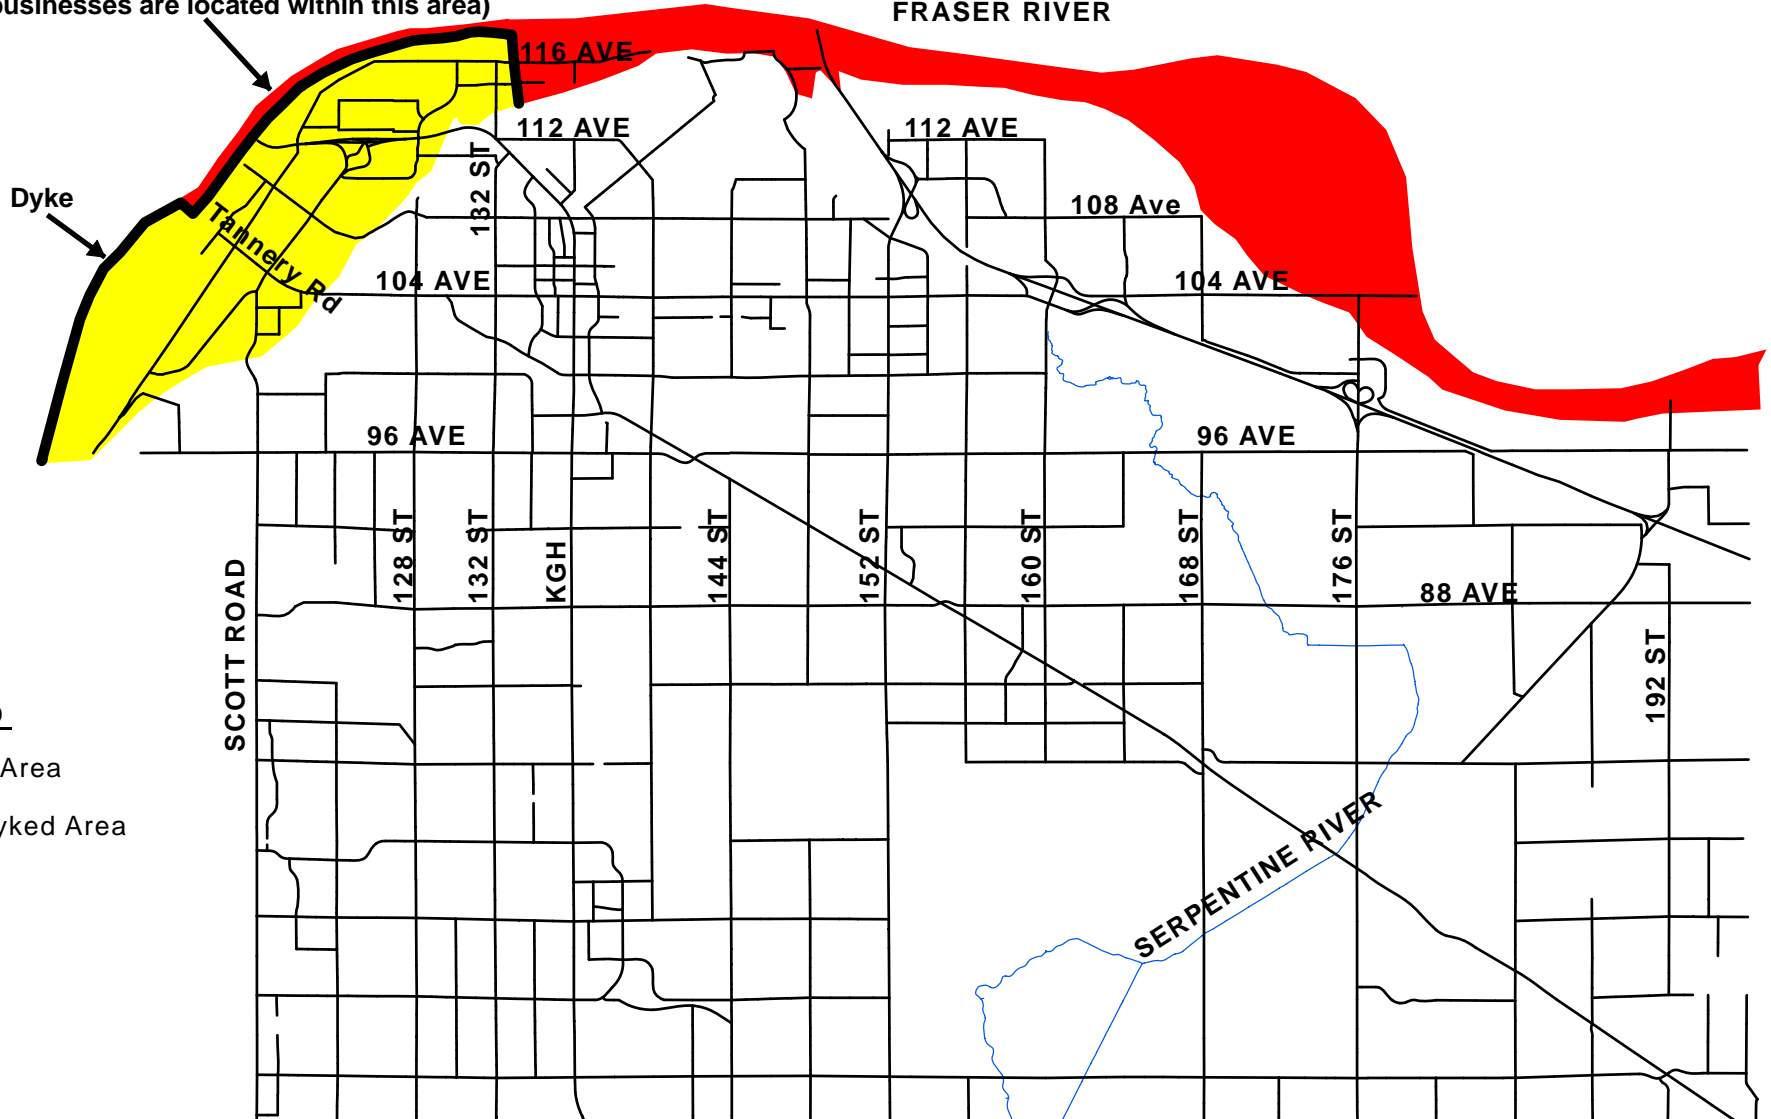 businesses are located within this area)
FRASER RIVER
116 AVE
112 AVE
112 AVE
132 ST
Dyke
Tannery Rd
108 Ave
104 AVE
104 AVE
96 AVE
96 AVE
128 ST
132 ST
KGH
144 ST
152 ST
160 ST
168 ST
176 ST
88 AVE
SCOTT ROAD
192 ST
Area
yked Area
SERPENTINE RIVER